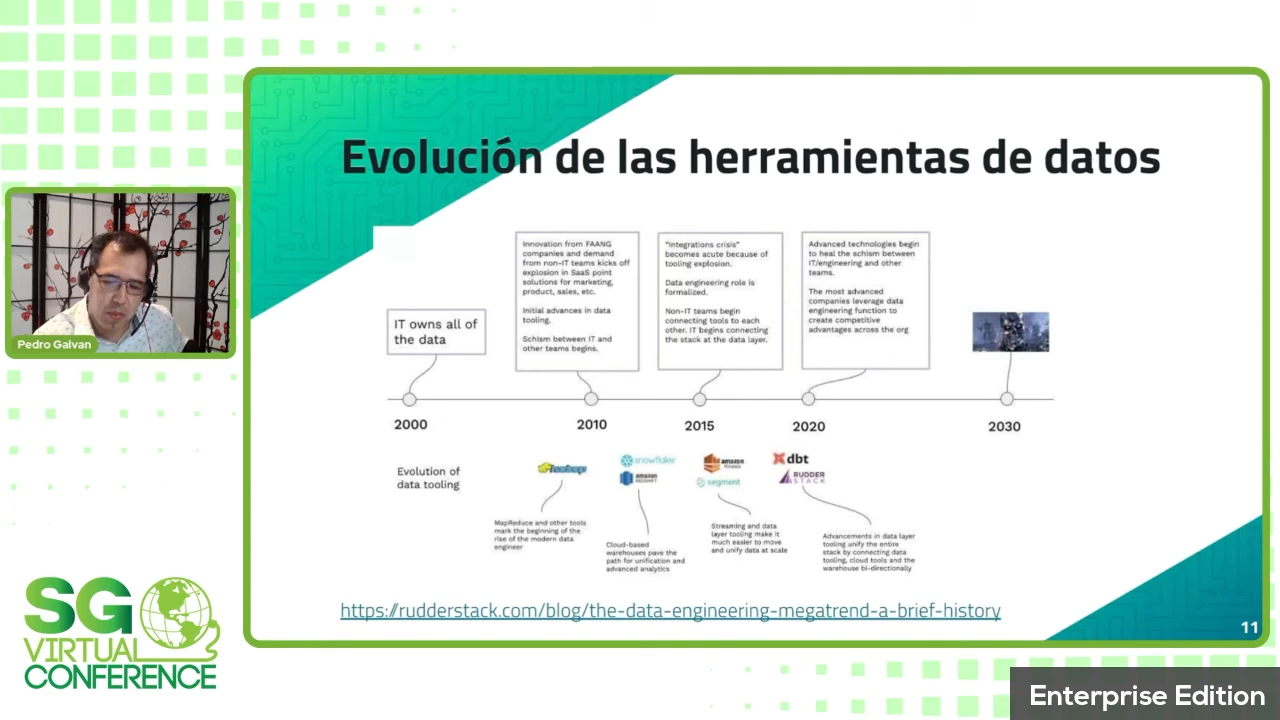 Evolución de las herramientas de datos
Pedro Galvan
IT owns all of
the data
Innovation from FAANG
companies and demand
from non-IT teams kicks off
explosion in SaaS point
solutions for marketing,
product, sales, etc.
Initial advances in data
tooling.
Schism between IT and
other teams begins.
"Integrations crisis"
becomes acute because of
tooling explosion.
Data engineering role is
formalized.
Non-IT teams begin
connecting tools to each
other. IT begins connecting
the stack at the data layer.
Advanced technologies begin
to heal the schism between
IT/engineering and other
teams.
The most advanced
companies leverage data
engineering function to
create competitive
advantages across the org
2000
2010
2015
2020
2030
Evolution of
data tooling
hadoop
snowflake
amazon
REDSHIFT
amazon
kinesis
segment
dbt
RUDDER
STACK
MapReduce and other tools
mark the beginning of the
rise of the modern data
engineer
Cloud-based
warehouses pave the
path for unification and
advanced analytics
Streaming and data
layer tooling make it
much easier to move
and unify data at scale
Advancements in data layer
tooling unify the entire
stack by connecting data
tooling, cloud tools and the
warehouse bi-directionally
https://rudderstack.com/blog/the-data-engineering-megatrend-a-brief-history
11
SG
VIRTUAL
CONFERENCE
Enterprise Edition